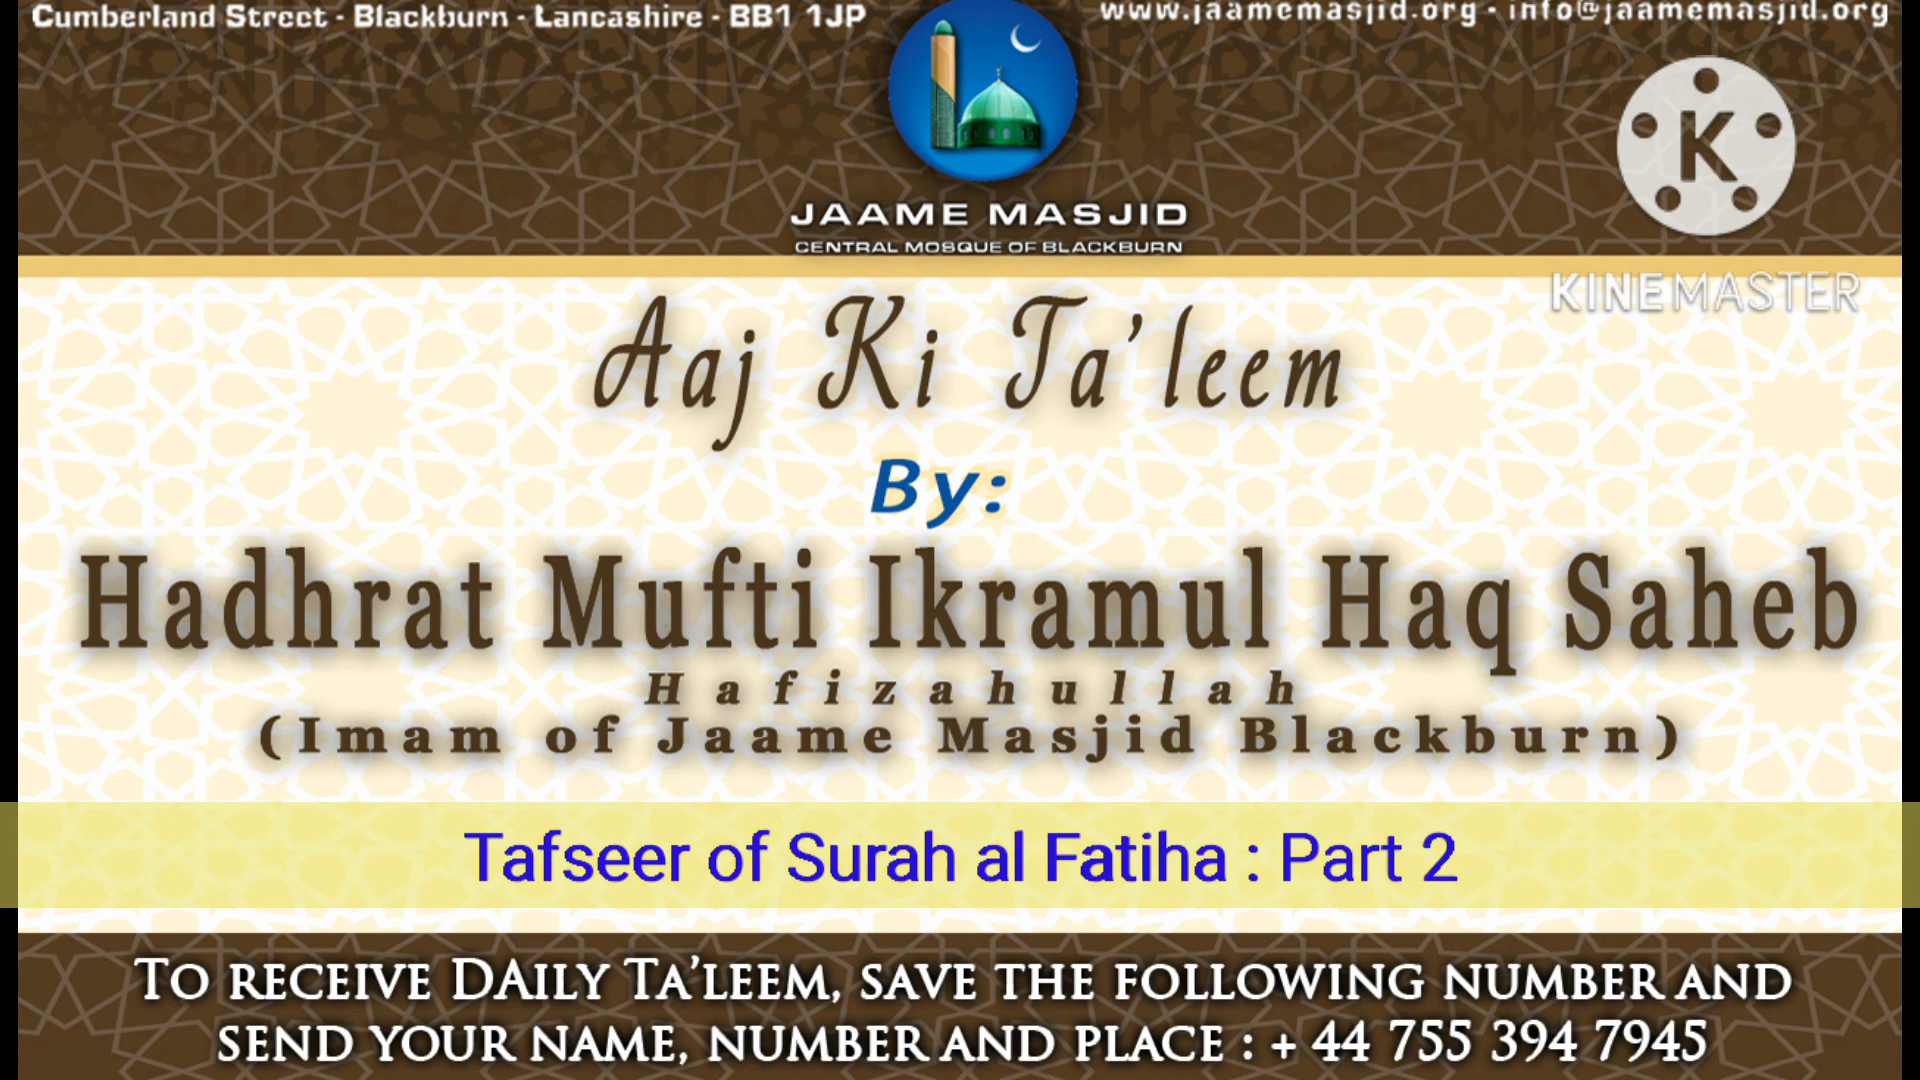 Cumberland Street - Blackburn - Lancashire - BB1 1JP
www.jaamemasjid.org - info@jaamemasjid.org
K
JAAME MASJID
CENTRAL MOSQUE OF BLACKBURN
KINEMASTER
Aaj Ki Ta'leem
By:
Hadhrat Mufti Ikramul Haq Saheb
Hafizahullah
(Imam of Jaame Masjid Blackburn)
Tafseer of Surah al Fatiha : Part 2
TO RECEIVE DAILY TA'LEEM, SAVE THE FOLLOWING NUMBER AND
SEND YOUR NAME, NUMBER AND PLACE : + 44 755 394 7945